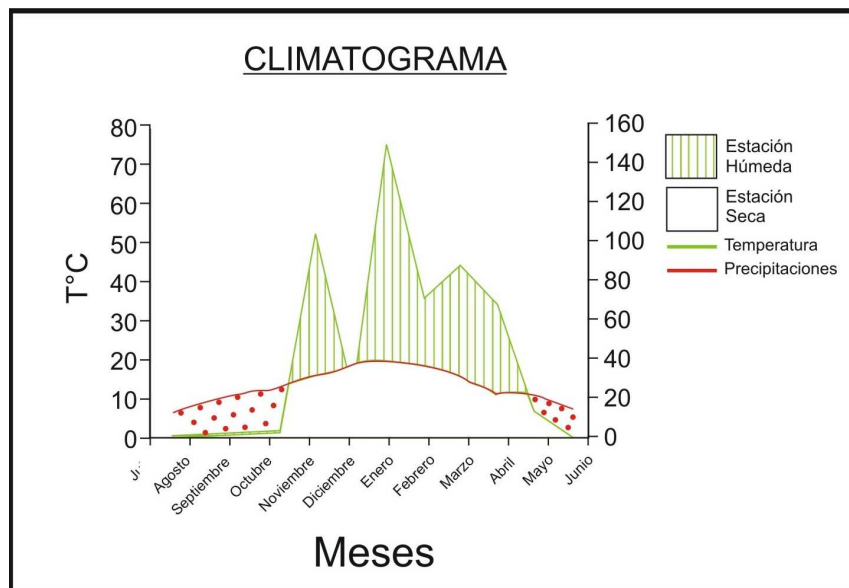 CLIMATOGRAMA
80
70
60
50
40
30
20
10
0
T°C
160
140
120
100
80
60
40
20
0
Estación
Húmeda
Estación
Seca
Temperatura
Precipitaciones
Agosto
Septiembre
Octubre
Noviembre
Diciembre
Enero
Febrero
Marzo
Abril
Mayo
Junio
Meses